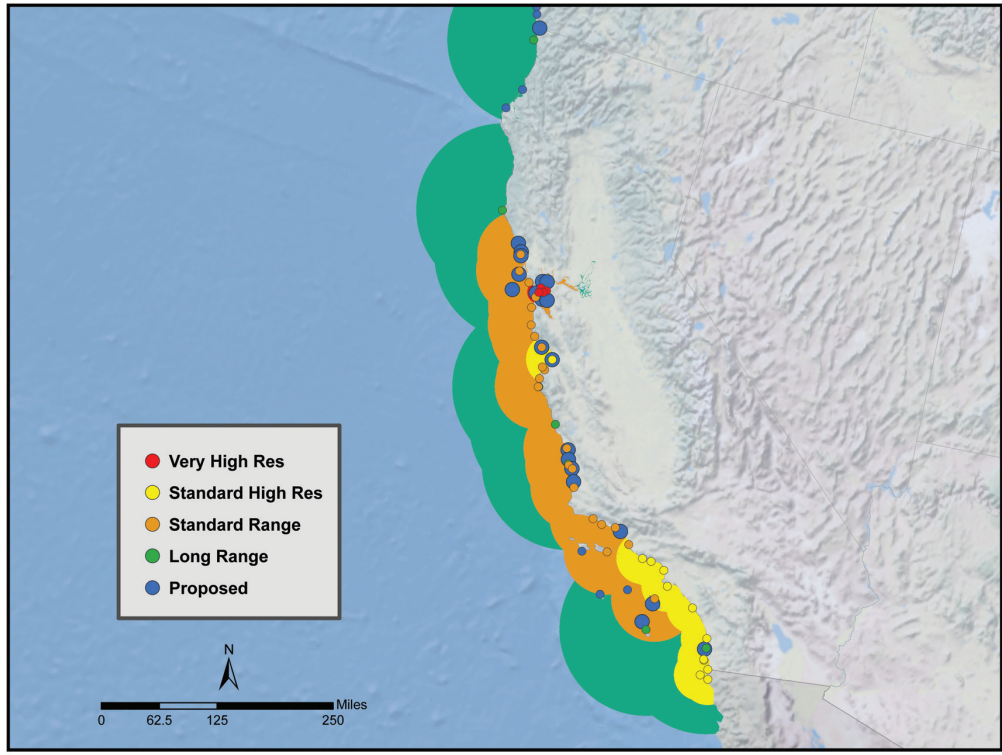 Very High Res
Standard High Res
Standard Range
Long Range
Proposed
N
Miles
0 62.5 125 250